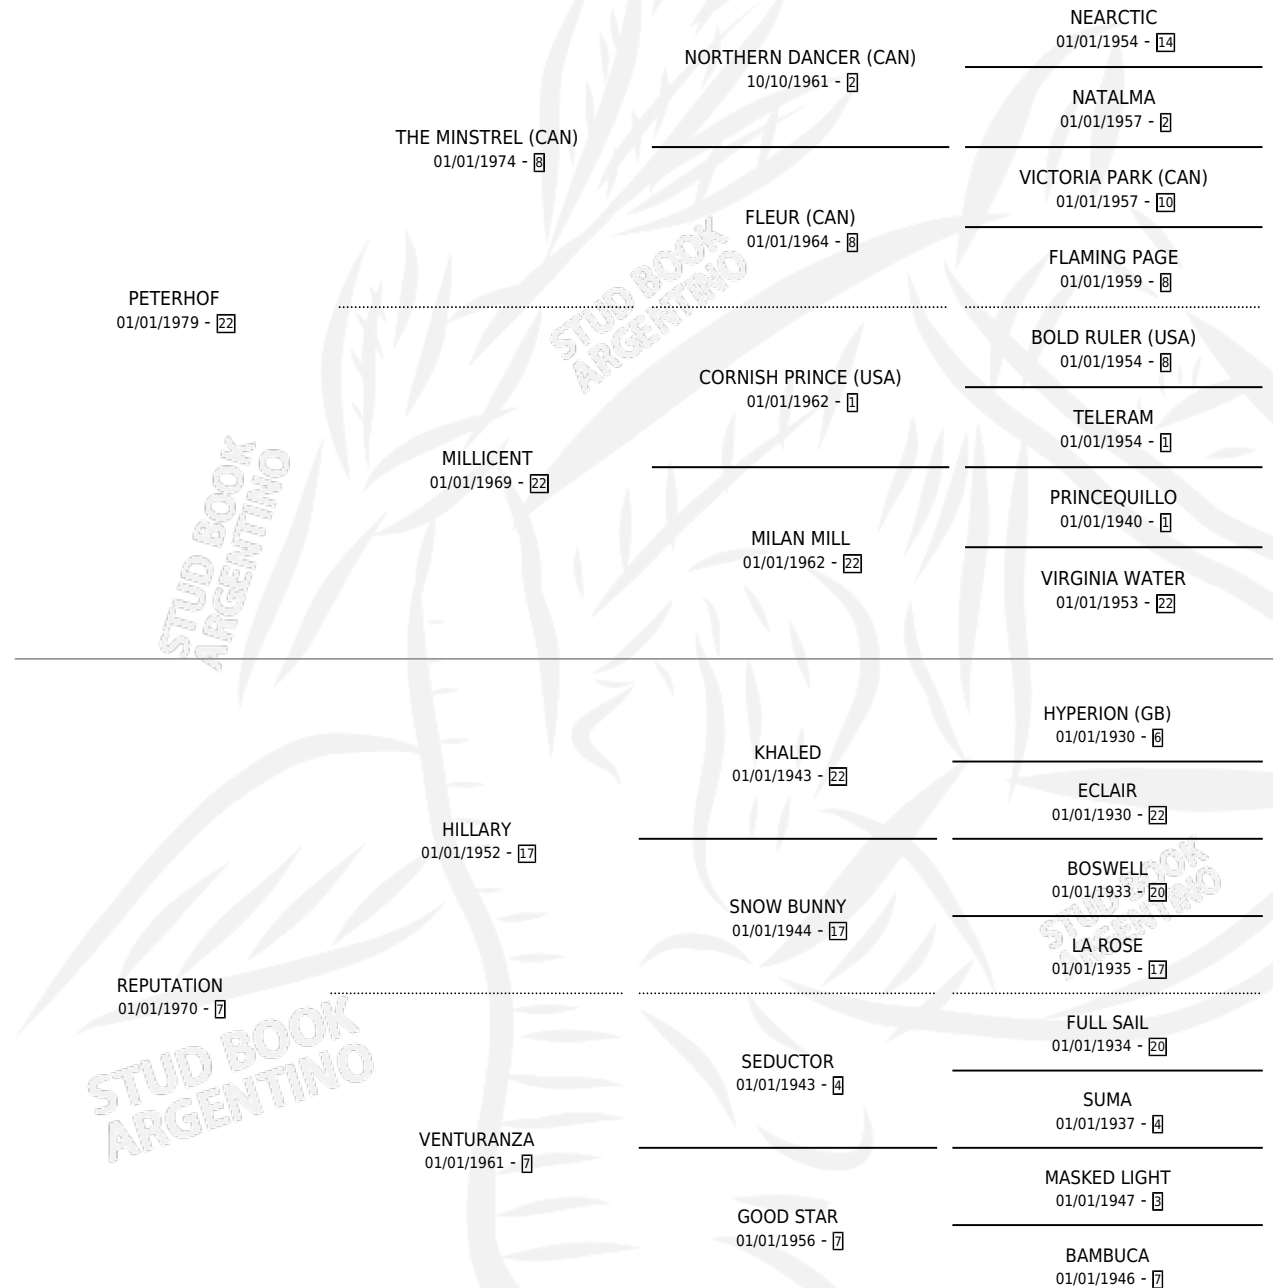 NEARCTIC
01/01/1954 - 14
NORTHERN DANCER (CAN)
10/10/1961 - 2
NATALMA
01/01/1957 - 2
THE MINSTREL (CAN)
01/01/1974 - 8
VICTORIA PARK (CAN)
01/01/1957 - 10
FLEUR (CAN)
01/01/1964 - 8
FLAMING PAGE
01/01/1959 - 8
PETERHOF
01/01/1979 - 22
STUD BOOK
ARGENTINO
BOLD RULER (USA)
01/01/1954 - 8
CORNISH PRINCE (USA)
01/01/1962 - 1
TELERAM
01/01/1954 - 1
MILLICENT
01/01/1969 - 22
PRINCEQUILLO
01/01/1940 - 1
MILAN MILL
01/01/1962 - 22
VIRGINIA WATER
01/01/1953 - 22
STUD BOOK
ARGENTINO
HYPERION (GB)
01/01/1930 - 6
KHALED
01/01/1943 - 22
ECLAIR
01/01/1930 - 22
HILLARY
01/01/1952 - 17
BOSWELL
01/01/1933 - 20
SNOW BUNNY
01/01/1944 - 17
STUD BOOK
ARGENTINO
LA ROSE
01/01/1935 - 17
REPUTATION
01/01/1970 - 7
STUD BOOK
ARGENTINO
FULL SAIL
01/01/1934 - 20
SEDUCTOR
01/01/1943 - 4
SUMA
01/01/1937 - 4
VENTURANZA
01/01/1961 - 7
MASKED LIGHT
01/01/1947 - 3
GOOD STAR
01/01/1956 - 7
BAMBUCA
01/01/1946 - 7